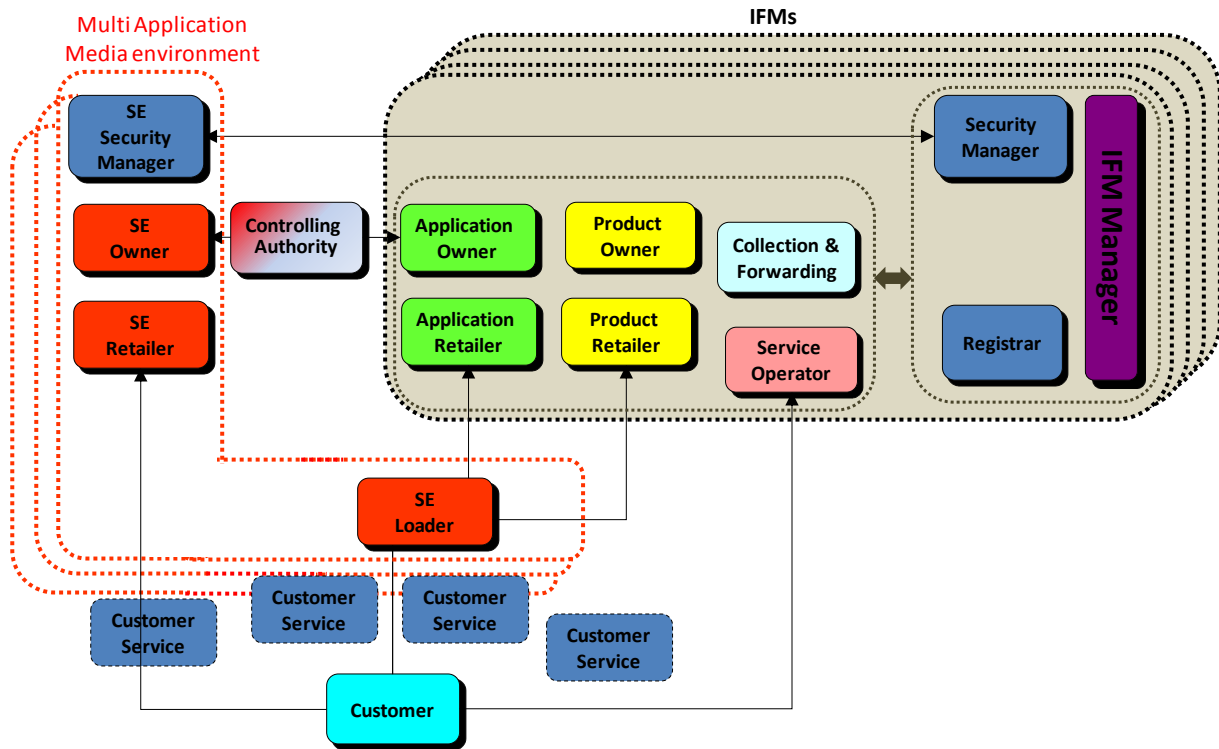 Multi Application
Media environment
IFMs
SE
Security
Manager
Security
Manager
IFM Manager
SE
Owner
Controlling
Authority
Application
Owner
Product
Owner
Collection &
Forwarding
SE
Retailer
Application
Retailer
Product
Retailer
Service
Operator
Registrar
SE
Loader
Customer
Service
Customer
Service
Customer
Service
Customer
Service
Customer